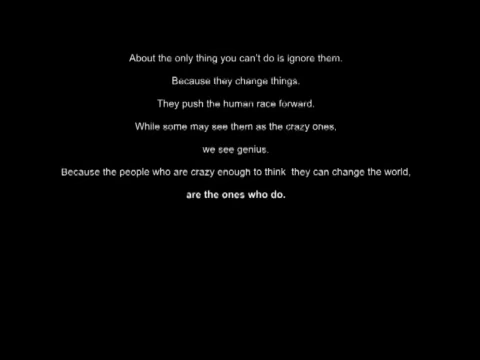 About the only thing you can't do is ignore them.
Because they change things.
They push the human race forward.
While some may see them as the crazy ones,
we see genius.
Because the people who are crazy enough to think  they can change the world,
are the ones who do.